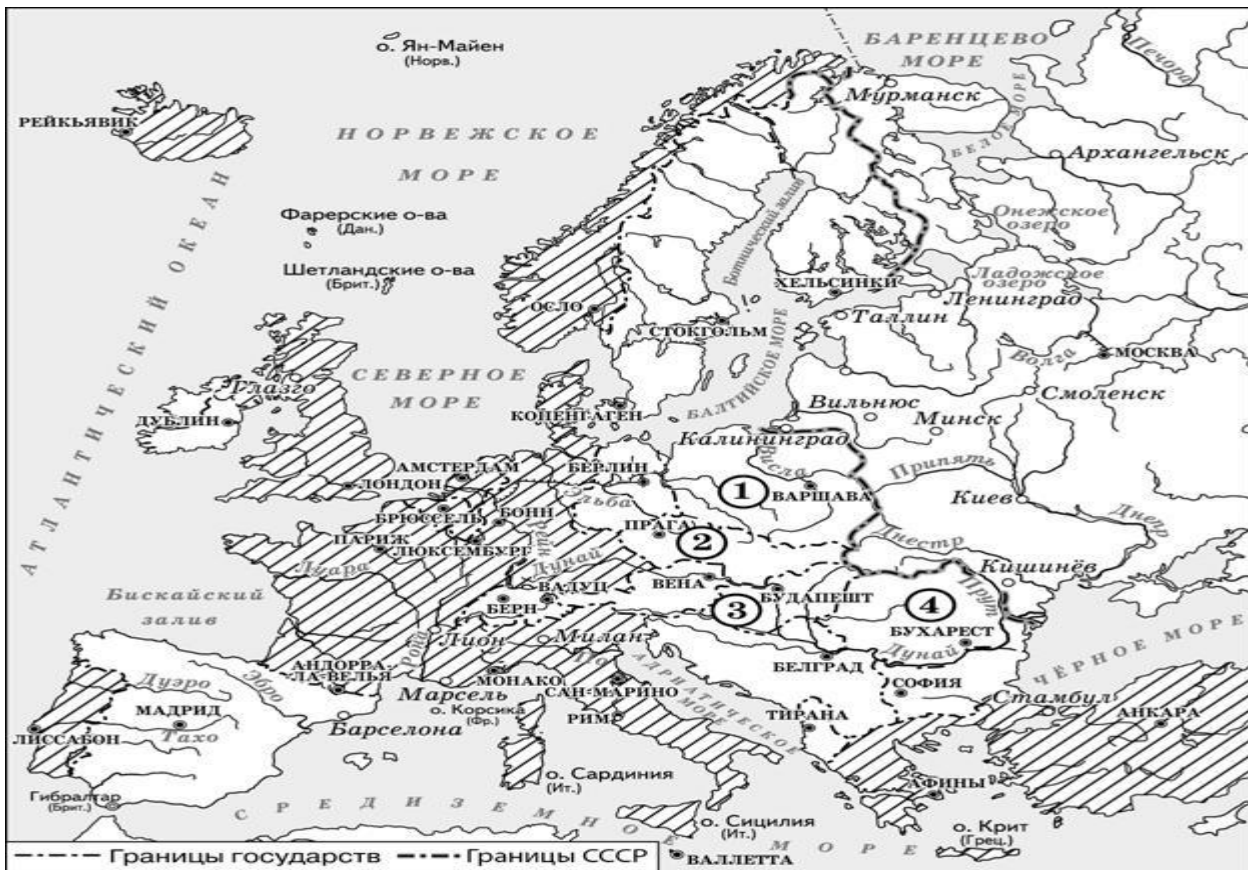 о. Ян-Майен
(Норв.)
БАРЕНЦЕВО
МОРЕ
Печора
Мурманск
РЕЙКЬЯВИК
НОРВЕЖСКОЕ
МОРЕ
БЕЛОЕ МОРЕ
Архангельск
АТЛАНТИЧЕСКИЙ ОКЕАН
Фарерские о-ва
(Дан.)
Шетландские о-ва
(Брит.)
Ботнический залив
Онежское
озеро
Ладожское
озеро
ХЕЛЬСИНКИ
Ленинград
ОСЛО
СТОКГОЛЬМ
Таллин
БАЛТИЙСКОЕ МОРЕ
Волга
МОСКВА
Глазго
СЕВЕРНОЕ
МОРЕ
Смоленск
ДУБЛИН
КОПЕНГАГЕН
Вильнюс
Минск
Калининград
АМСТЕРДАМ
БЕРЛИН
Висла
Припять
ЛОНДОН
Эльба
1
ВАРШАВА
Киев
БРЮССЕЛЬ
БОНН
ПРАГА
2
Днепр
ПАРИЖ
ЛЮКСЕМБУРГ
Рейн
Днестр
Луара
Дунай
ВЕНА
Кишинёв
Бискайский
залив
ВАДУЦ
БЕРН
3
БУДАПЕШТ
4
Прут
Лион
Милан
БУХАРЕСТ
Рона
По
Дунай
АНДОРРА-
ЛА-ВЕЛЬЯ
БЕЛГРАД
ЧЁРНОЕ МОРЕ
Дуэро
Эбро
МОНАКО
САН-МАРИНО
АДРИАТИЧЕСКОЕ
МОРЕ
СОФИЯ
Марсель
о. Корсика
(Фр.)
Стамбул
МАДРИД
РИМ
ТИРАНА
АНКАРА
ЛИССАБОН
Тахо
Барселона
о. Сардиния
(Ит.)
АФИНЫ
Гибралтар
(Брит.)
СРЕДИЗЕМНОЕ МОРЕ
о. Сицилия
(Ит.)
о. Крит
(Грец.)
Границы государств
Границы СССР
ВАЛЛЕТТА